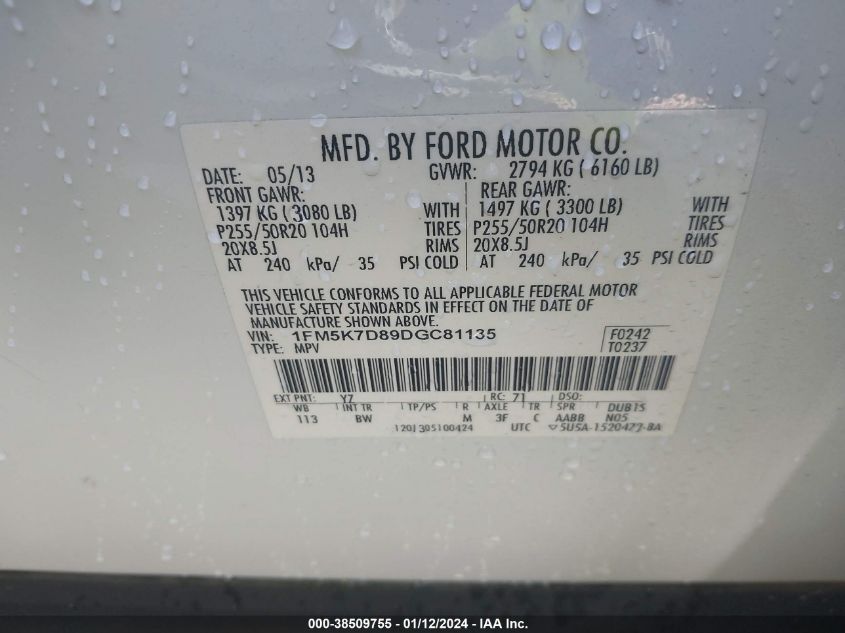 MFD. BY FORD MOTOR CO.
DATE: 05/13 GVWR: 2794 KG ( 6160 LB)
FRONT GAWR: REAR GAWR:
1397 KG ( 3080 LB) WITH 1497 KG ( 3300 LB) WITH
P255/50R20 104H TIRES P255/50R20 104H TIRES
20X8.5J RIMS 20X8.5J RIMS
AT 240 kPa/ 35 PSI COLD AT 240 kPa/ 35 PSI COLD
THIS VEHICLE CONFORMS TO ALL APPLICABLE FEDERAL MOTOR
VEHICLE SAFETY STANDARDS IN EFFECT ON THE DATE OF
MANUFACTURE SHOWN ABOVE.
VIN: 1FM5K7D89DGC81135 F0242
TYPE: MPV T0237
EXT PNT: Y7 RC: 71 DSO:
WB INT TR TP/PS R AXLE TR SPR DUB15
113 BW M 3F C AABB N05
UTC
000-38509755 - 01/12/2024 - IAA Inc.